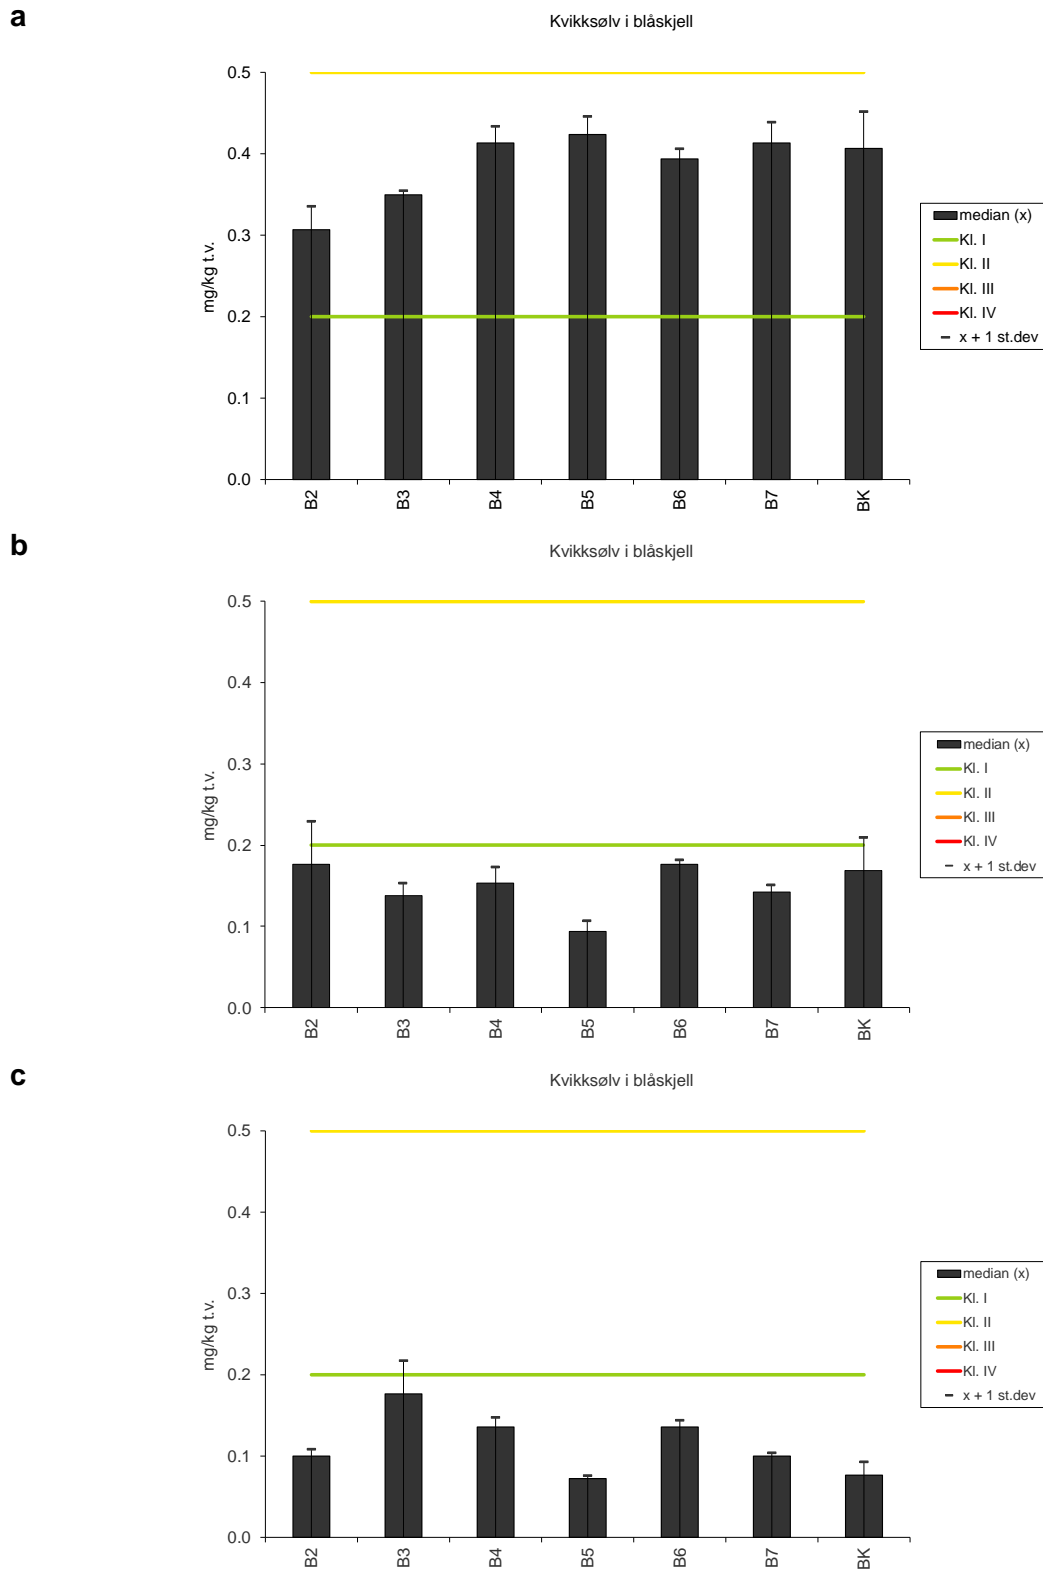 a
Kvikksølv i blåskjell
0.5
0.4
0.3
0.2
0.1
0.0
mg/kg t.v.
B2 B3 B4 B5 B6 B7 BK
median (x)
Kl. I
Kl. II
Kl. III
Kl. IV
x + 1 st.dev
b
Kvikksølv i blåskjell
0.5
0.4
0.3
0.2
0.1
0.0
mg/kg t.v.
B2 B3 B4 B5 B6 B7 BK
median (x)
Kl. I
Kl. II
Kl. III
Kl. IV
x + 1 st.dev
c
Kvikksølv i blåskjell
0.5
0.4
0.3
0.2
0.1
0.0
mg/kg t.v.
B2 B3 B4 B5 B6 B7 BK
median (x)
Kl. I
Kl. II
Kl. III
Kl. IV
x + 1 st.dev